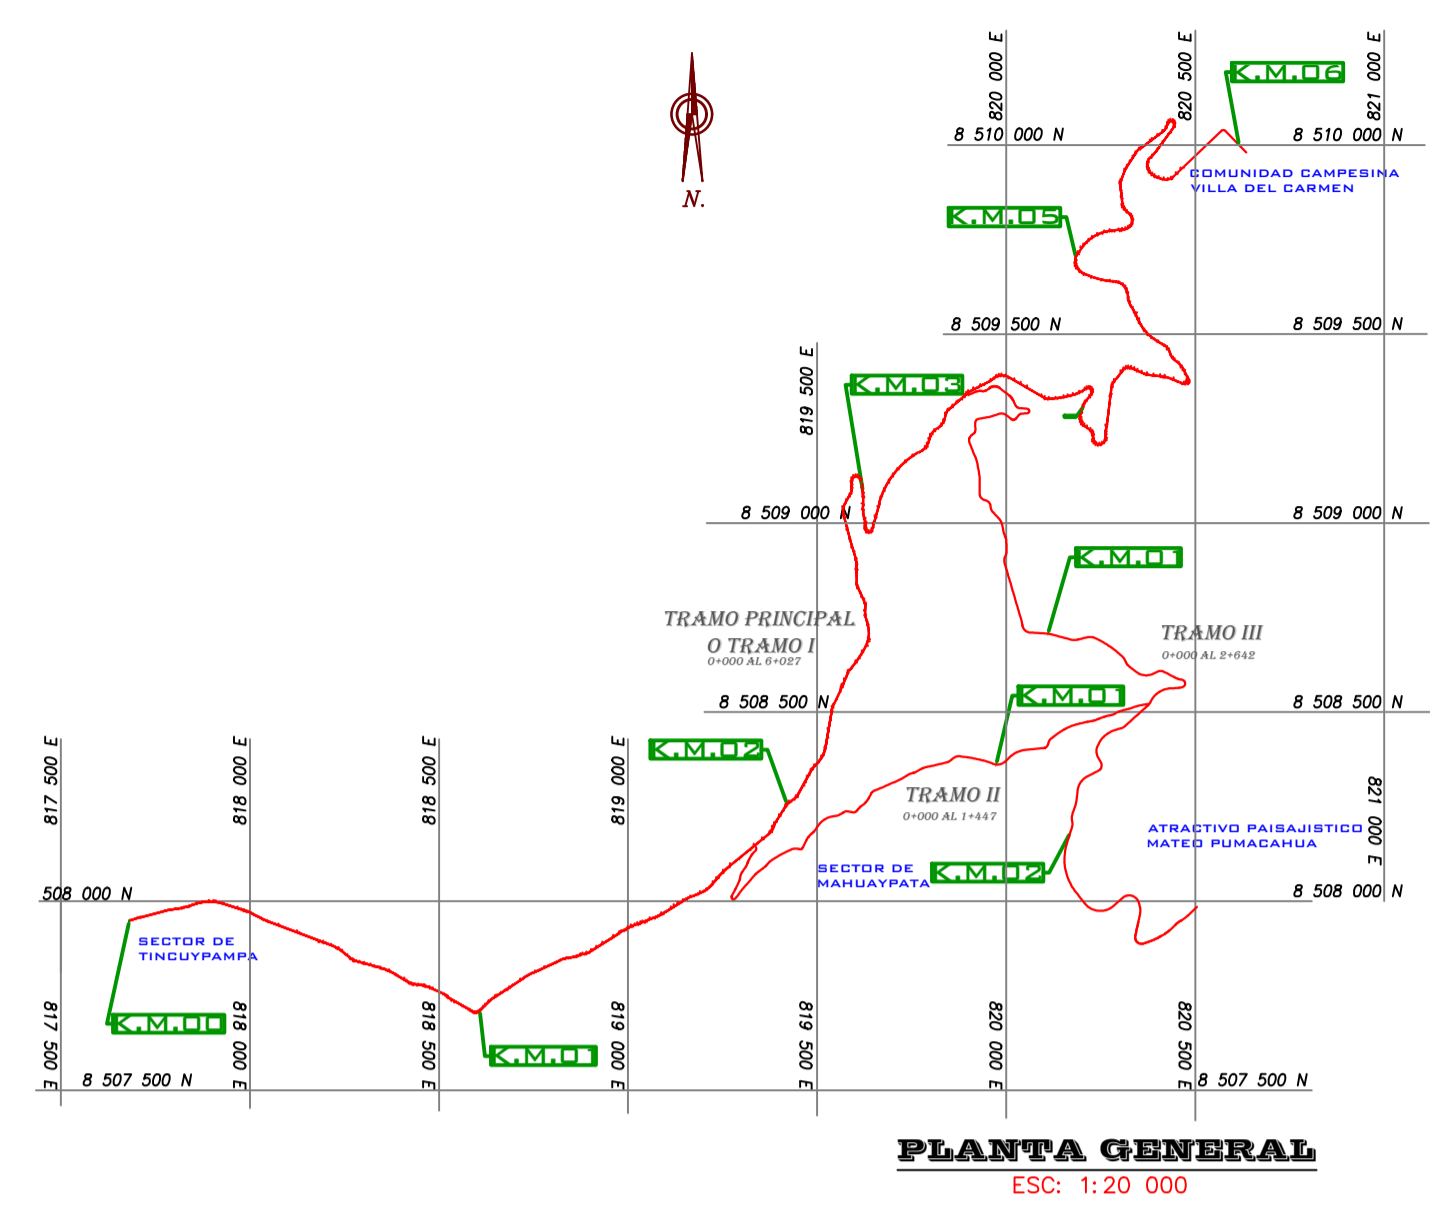 820 000 E
820 500 E
821 000 E
K.M.06
8 510 000 N
8 510 000 N
COMUNIDAD CAMPESINA
VILLA DEL CARMEN
N.
K.M.05
8 509 500 N
8 509 500 N
819 500 E
K.M.03
8 509 000 N
8 509 000 N
K.M.01
TRAMO PRINCIPAL
O TRAMO I
0+000 AL 6+027
TRAMO III
0+000 AL 2+642
K.M.01
8 508 500 N
8 508 500 N
817 500 E
818 000 E
818 500 E
819 000 E
K.M.02
TRAMO II
0+000 AL 1+447
821 000 E
ATRACTIVO PAISAJISTICO
MATEO PUMACAHUA
SECTOR DE
MAHUAYPATA
K.M.02
508 000 N
8 508 000 N
SECTOR DE
TINCUYPAMPA
K.M.00
K.M.01
817 500 E
818 000 E
818 500 E
819 000 E
819 500 E
820 000 E
820 500 E
8 507 500 N
8 507 500 N
PLANTA GENERAL
ESC: 1:20 000